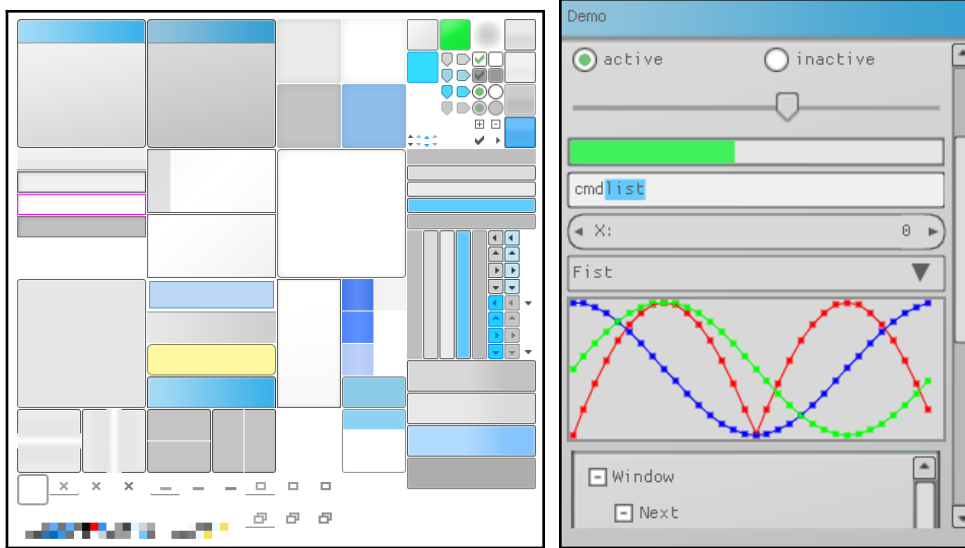 Demo
active inactive
cmdlist
X: 0
Fist
Window
Next